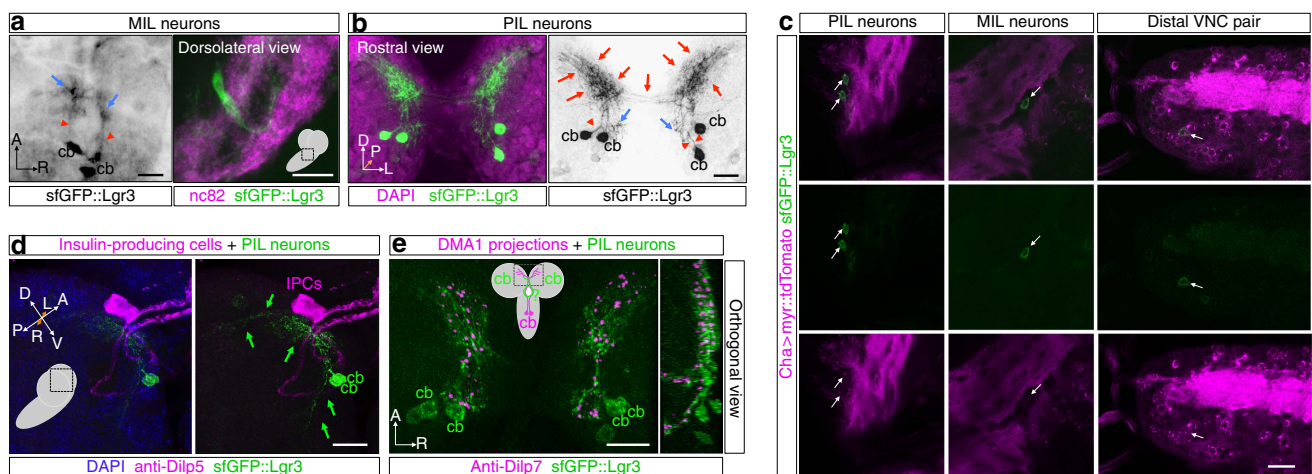 a
MIL neurons
Dorsolateral view
A
R
cb
cb
sfGFP::Lgr3
nc82 sfGFP::Lgr3
b
PIL neurons
Rostral view
D
P
L
cb
cb
DAPI sfGFP::Lgr3
sfGFP::Lgr3
c
PIL neurons
MIL neurons
Distal VNC pair
Cha>myr::tdTomato sfGFP::Lgr3
d
Insulin-producing cells + PIL neurons
D
L
A
P
R
V
IPCs
cb
cb
DAPI anti-Dilp5 sfGFP::Lgr3
e
DMA1 projections + PIL neurons
cb
cb
?
cb
cb
cb
cb
cb
A
R
Orthogonal view
Anti-Dilp7 sfGFP::Lgr3